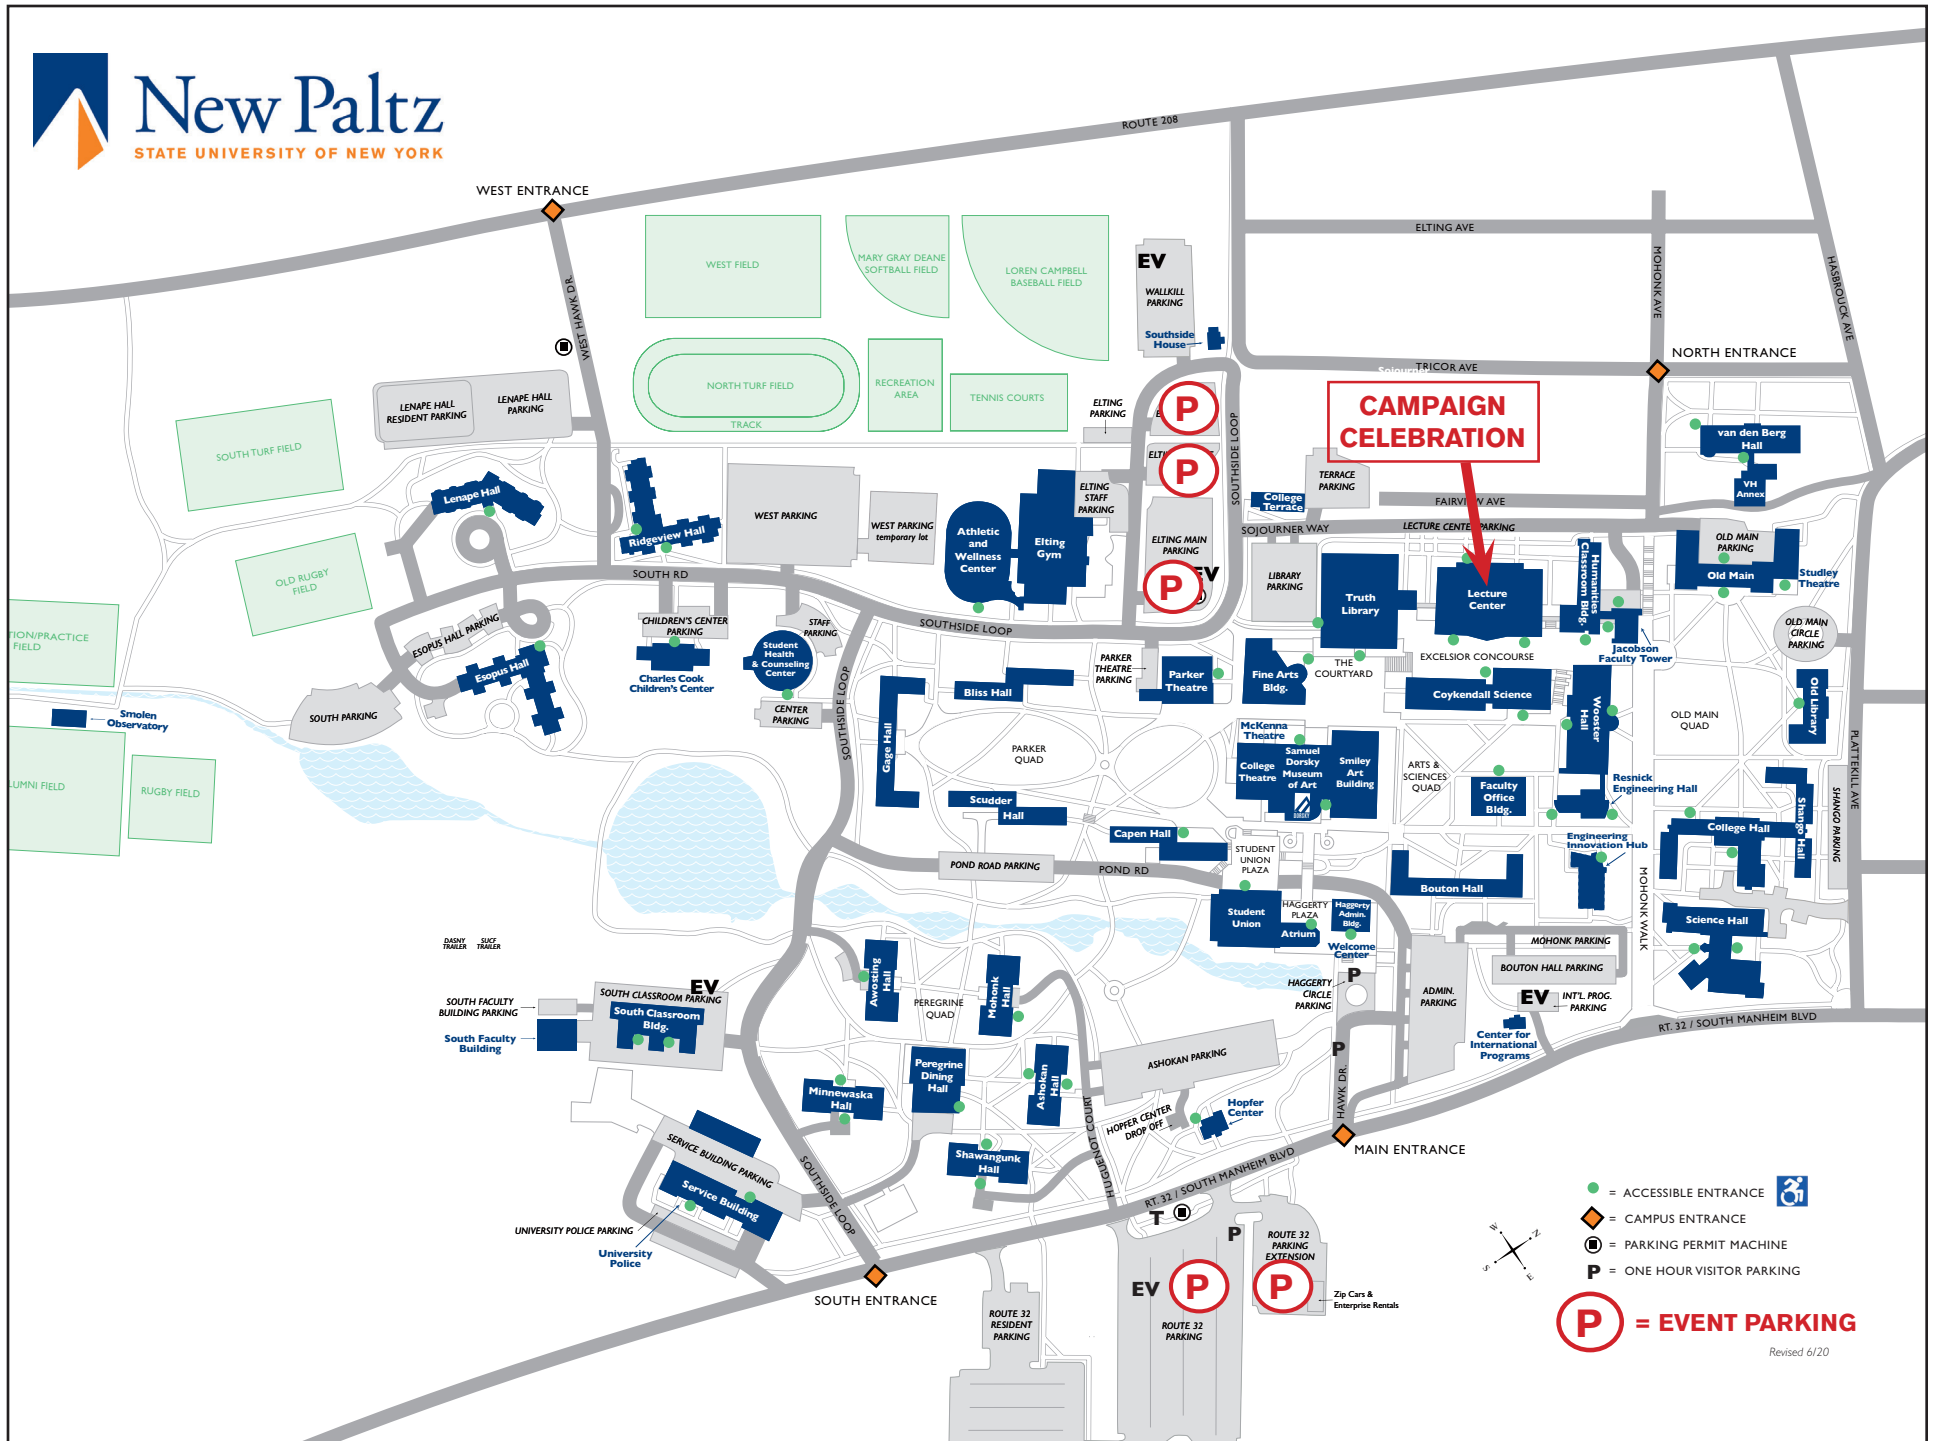 New Paltz
STATE UNIVERSITY OF NEW YORK
ROUTE 208
WEST ENTRANCE
WEST HAWK DR.
WEST FIELD
MARY GRAY DEANE
SOFTBALL FIELD
LOREN CAMPBELL
BASEBALL FIELD
EV
WALLKILL
PARKING
Southside
House
ELTING AVE
MOHONK AVE
HASBROUCK AVE
NORTH ENTRANCE
TRICOR AVE
Sojourner
NORTH TURF FIELD
TRACK
RECREATION
AREA
TENNIS COURTS
ELTING
PARKING
P
P
SOUTHSIDE LOOP
CAMPAIGN
CELEBRATION
LENAPE HALL
RESIDENT PARKING
LENAPE HALL
PARKING
SOUTH TURF FIELD
Lenape Hall
Ridgeview Hall
WEST PARKING
WEST PARKING
temporary lot
Athletic
and
Wellness
Center
Elting
Gym
ELTING
STAFF
PARKING
ELTING MAIN
PARKING
P
EV
TERRACE
PARKING
College
Terrace
FAIRVIEW AVE
SOJOURNER WAY
LECTURE CENTER PARKING
van den Berg
Hall
VH
Annex
OLD MAIN
PARKING
Old Main
Studley
Theatre
OLD RUGBY
FIELD
SOUTH RD
LIBRARY
PARKING
Truth
Library
Lecture
Center
Humanities
Classroom Bldg.
Jacobson
Faculty Tower
OLD MAIN
CIRCLE
PARKING
TION/PRACTICE
FIELD
ESOPUS HALL PARKING
Esopus Hall
SOUTH PARKING
Smolen
Observatory
CHILDREN'S CENTER
PARKING
Charles Cook
Children's Center
STAFF
PARKING
Student
Health
& Counseling
Center
CENTER
PARKING
SOUTHSIDE LOOP
SOUTHSIDE LOOP
Bliss Hall
Gage Hall
PARKER
THEATRE
PARKING
Parker
Theatre
Fine Arts
Bldg.
THE
COURTYARD
EXCELSIOR CONCOURSE
Coykendall Science
Wooster
Hall
OLD MAIN
QUAD
Old Library
PLATTEKILL AVE
LUMNI FIELD
RUGBY FIELD
PARKER
QUAD
McKenna
Theatre
College
Theatre
Samuel
Dorsky
Museum
of Art
DORSKY
Smiley
Art
Building
ARTS &
SCIENCES
QUAD
Faculty
Office
Bldg.
Resnick
Engineering Hall
Engineering
Innovation Hub
College Hall
Shango Hall
SHANGO PARKING
Scudder
Hall
Capen Hall
STUDENT
UNION
PLAZA
POND ROAD PARKING
POND RD
Bouton Hall
MOHONK WALK
Student
Union
HAGGERTY
PLAZA
Atrium
Haggerty
Admin.
Bldg.
Welcome
Center
Science Hall
MOHONK PARKING
BOUTON HALL PARKING
DASNY
TRAILER
SUCF
TRAILER
Awosting
Hall
PEREGRINE
QUAD
Mohonk
Hall
P
HAGGERTY
CIRCLE
PARKING
ADMIN.
PARKING
EV
INT'L. PROG.
PARKING
Center for
International
Programs
RT. 32 / SOUTH MANHEIM BLVD
EV
SOUTH CLASSROOM PARKING
SOUTH FACULTY
BUILDING PARKING
South Classroom
Bldg.
South Faculty
Building
Peregrine
Dining
Hall
Minnewaska
Hall
Ashokan
Hall
ASHOKAN PARKING
P
HAWK DR.
Hopfer
Center
HOPFER CENTER
DROP OFF
HUGUENOT COURT
MAIN ENTRANCE
Shawangunk
Hall
SERVICE BUILDING PARKING
Service Building
SOUTHSIDE LOOP
UNIVERSITY POLICE PARKING
University
Police
RT. 32 / SOUTH MANHEIM BLVD
T
P
ROUTE 32
PARKING
EXTENSION
EV
P
P
Zip Cars &
Enterprise Rentals
SOUTH ENTRANCE
ROUTE 32
RESIDENT
PARKING
ROUTE 32
PARKING
W
N
S
E
= ACCESSIBLE ENTRANCE
= CAMPUS ENTRANCE
= PARKING PERMIT MACHINE
P = ONE HOUR VISITOR PARKING
P = EVENT PARKING
Revised 6/20